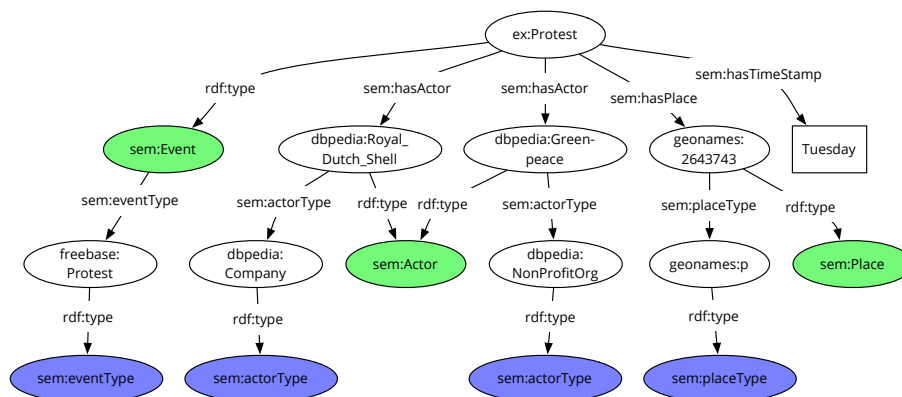 ex:Protest
rdf:type
sem:hasActor
sem:hasActor
sem:hasPlace
sem:hasTimeStamp
sem:Event
dbpedia:Royal_
Dutch_Shell
dbpedia:Green-
peace
geonames:
2643743
Tuesday
sem:eventType
sem:actorType
rdf:type
rdf:type
sem:actorType
sem:placeType
rdf:type
freebase:
Protest
dbpedia:
Company
sem:Actor
dbpedia:
NonProfitOrg
geonames:p
sem:Place
rdf:type
rdf:type
rdf:type
rdf:type
sem:eventType
sem:actorType
sem:actorType
sem:placeType